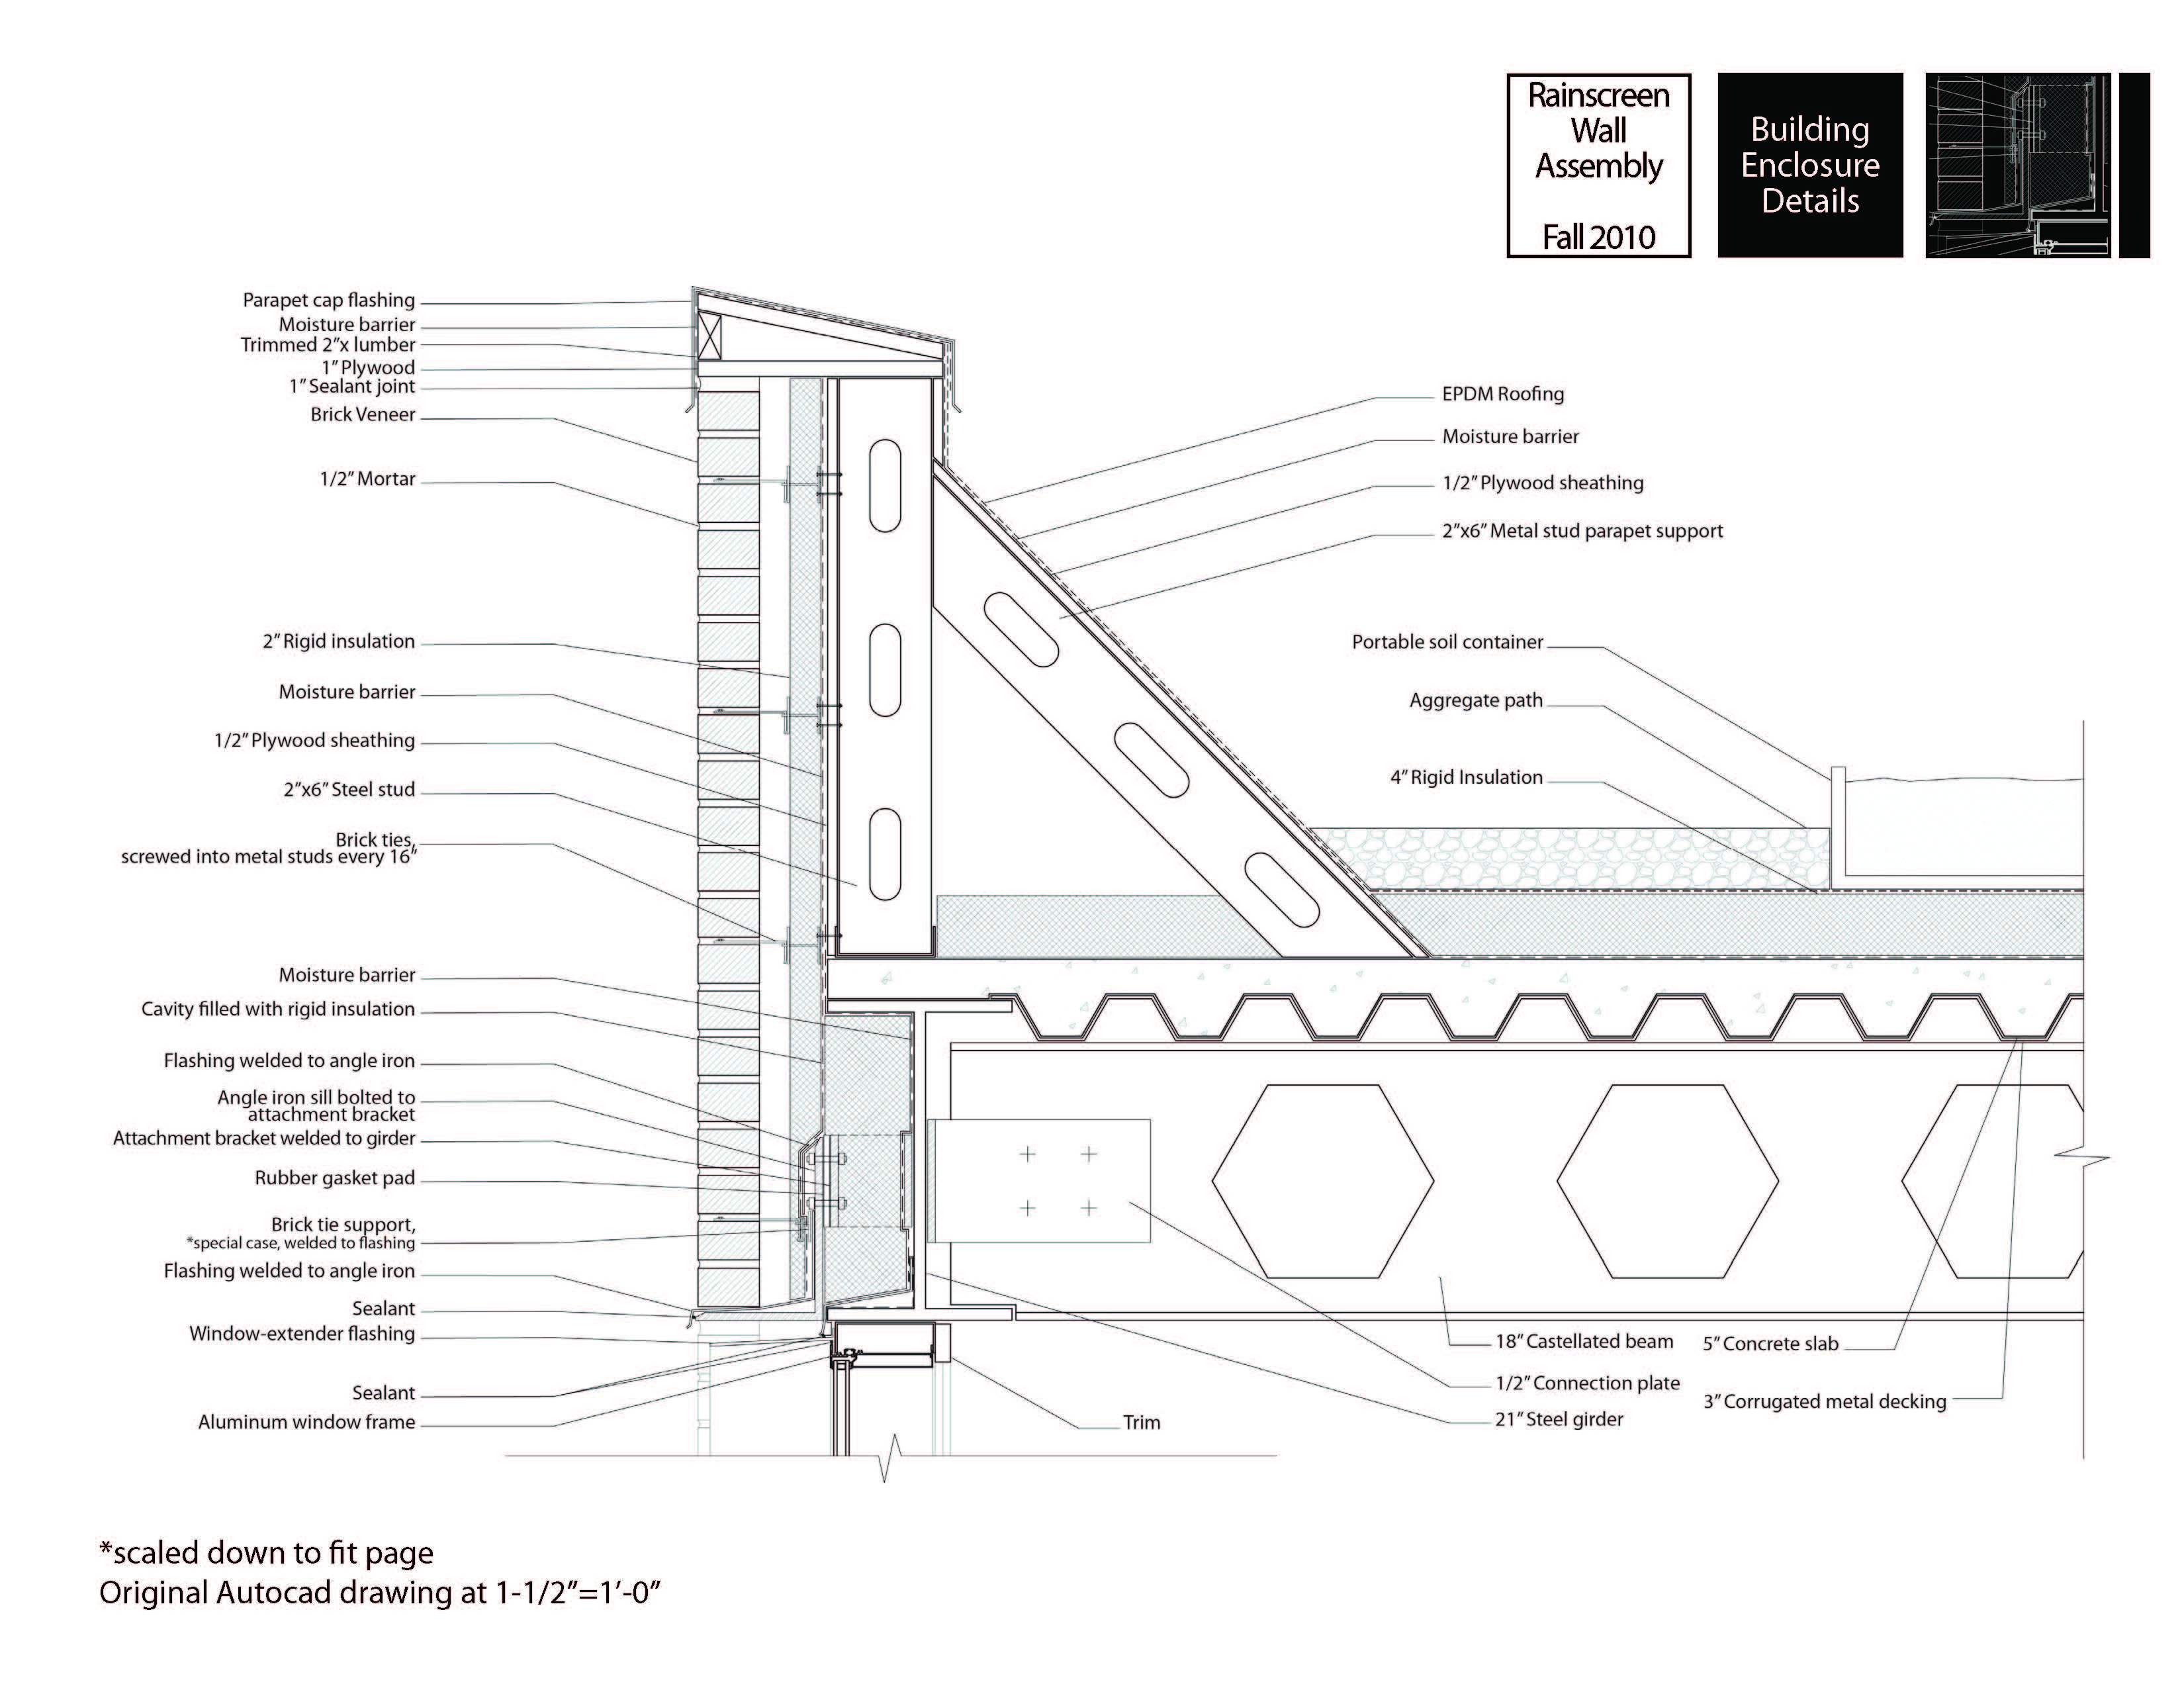 Rainscreen
Wall
Assembly
Fall 2010
Building
Enclosure
Details
Parapet cap flashing
Moisture barrier
Trimmed 2”x lumber
1” Plywood
1” Sealant joint
Brick Veneer
1/2” Mortar
2” Rigid insulation
Moisture barrier
1/2” Plywood sheathing
2”x6” Steel stud
Brick ties,
screwed into metal studs every 16”
Moisture barrier
Cavity filled with rigid insulation
Flashing welded to angle iron
Angle iron sill bolted to
attachment bracket
Attachment bracket welded to girder
Rubber gasket pad
Brick tie support,
*special case, welded to flashing
Flashing welded to angle iron
Sealant
Window-extender flashing
Sealant
Aluminum window frame
EPDM Roofing
Moisture barrier
1/2” Plywood sheathing
2”x6” Metal stud parapet support
Portable soil container
Aggregate path
4” Rigid Insulation
18” Castellated beam
1/2” Connection plate
21” Steel girder
5” Concrete slab
3” Corrugated metal decking
Trim
*scaled down to fit page
Original Autocad drawing at 1-1/2”=1’-0”